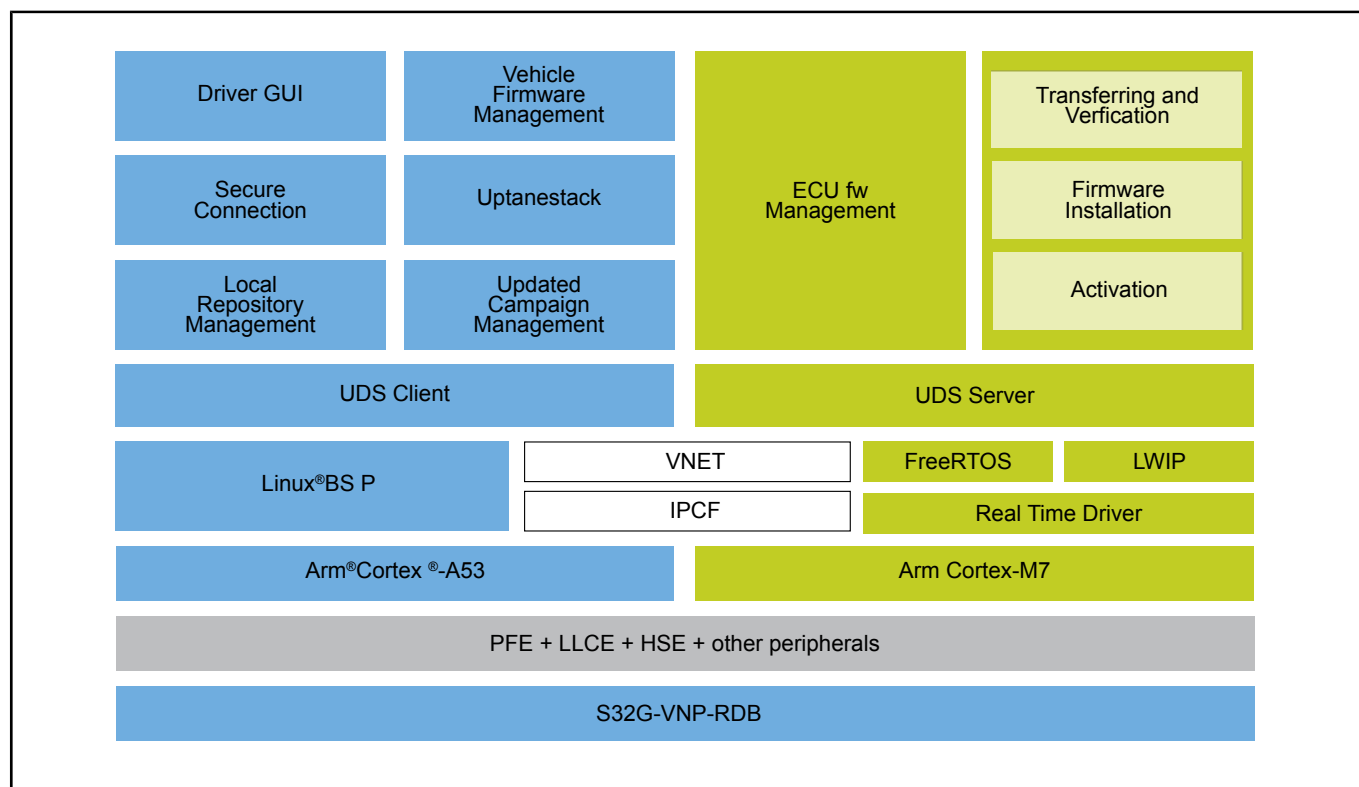 Driver GUI
Vehicle
Firmware
Management
Secure
Connection
Uptanestack
Local
Repository
Management
Updated
Campaign
Management
ECU fw
Management
Transferring and
Verfication
Firmware
Installation
Activation
UDS Client
UDS Server
Linux®BS P
VNET
IPCF
FreeRTOS
LWIP
Real Time Driver
Arm®Cortex ®-A53
Arm Cortex-M7
PFE + LLCE + HSE + other peripherals
S32G-VNP-RDB